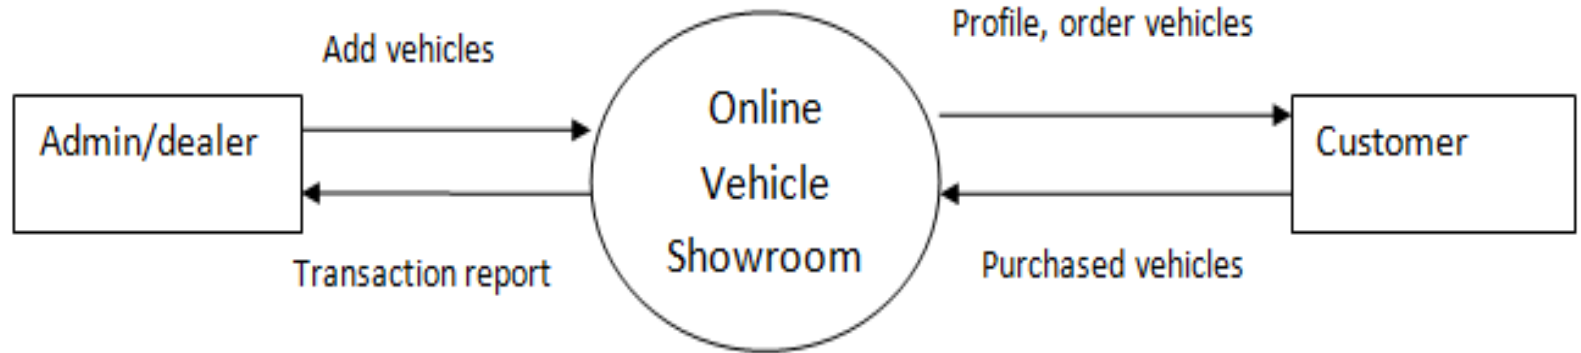 Profile, order vehicles
Add vehicles
Admin/dealer
Online
Vehicle
Showroom
Customer
Transaction report
Purchased vehicles